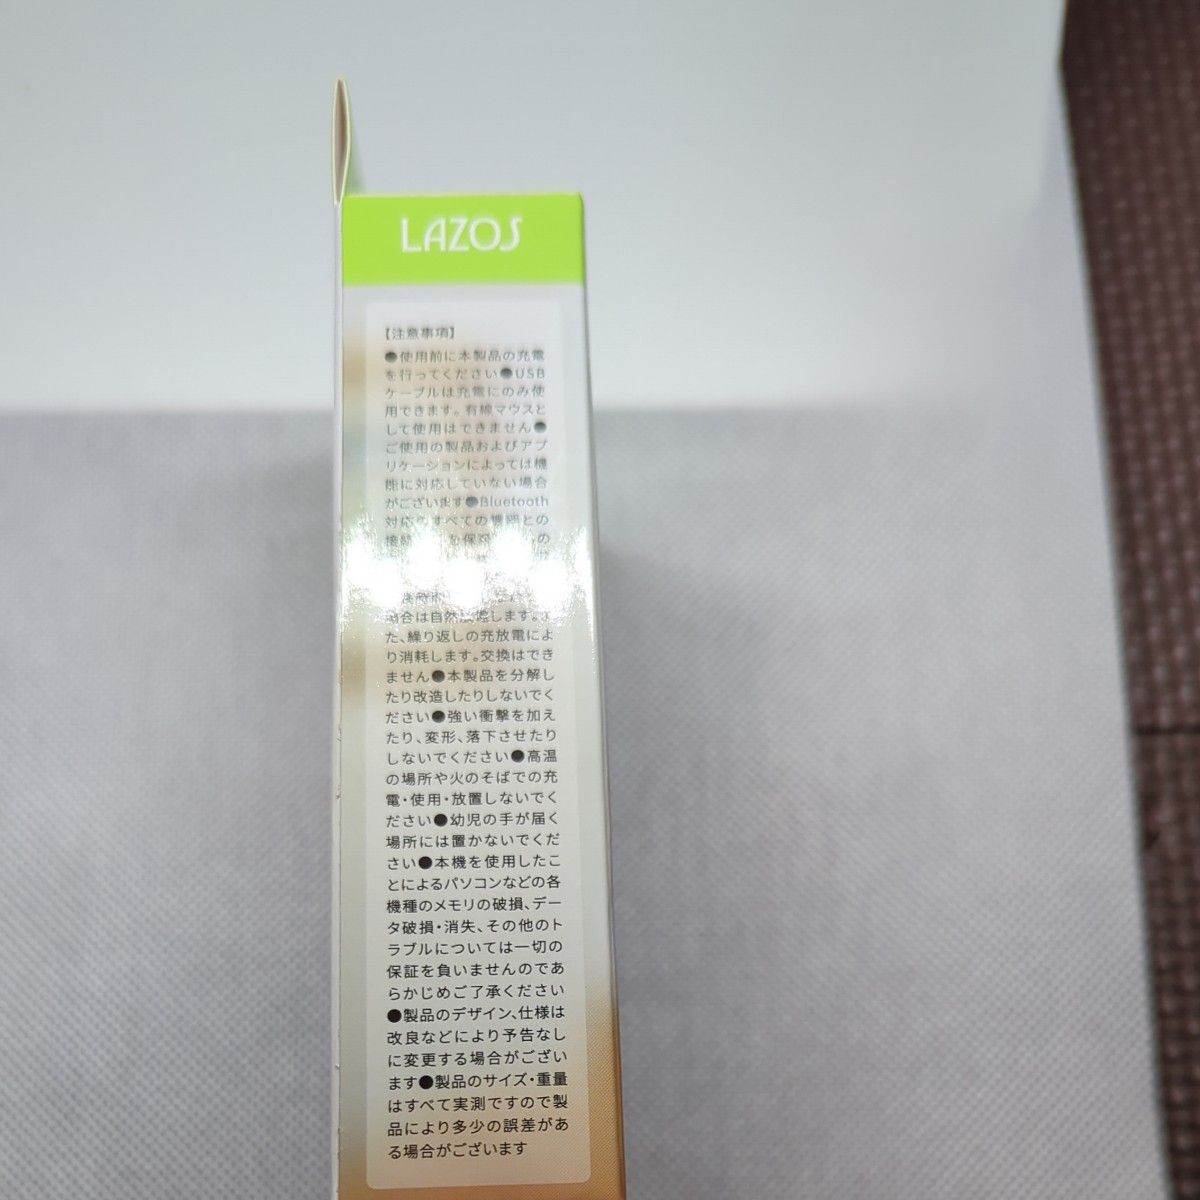 LAZOS
【注意事項】
●使用前に本製品の充電
を行ってください●USB
ケーブルは充電にのみ使
用できます。有線マウスと
して使用はできません●
ご使用の製品およびアプ
リケーションによっては機
能に対応していない場合
がございます●Bluetooth
対応のすべての機器との
を保
場合は自然放電します。ま
た、繰り返しの充放電によ
り消耗します。交換はでき
ません●本製品を分解し
たり改造したりしないでく
ださい●強い衝撃を加え
たり、変形、落下させたり
しないでください●高温
の場所や火のそばでの充
電・使用・放置しないでく
ださい●幼児の手が届く
場所には置かないでくだ
さい●本機を使用したこ
とによるパソコンなどの各
機種のメモリの破損、デー
タ破損・消失、その他のト
ラブルについては一切の
保証を負いませんのであ
らかじめご了承ください
●製品のデザイン、仕様は
改良などにより予告なし
に変更する場合がござい
ます●製品のサイズ・重量
はすべて実測ですので製
品により多少の誤差があ
る場合がございます